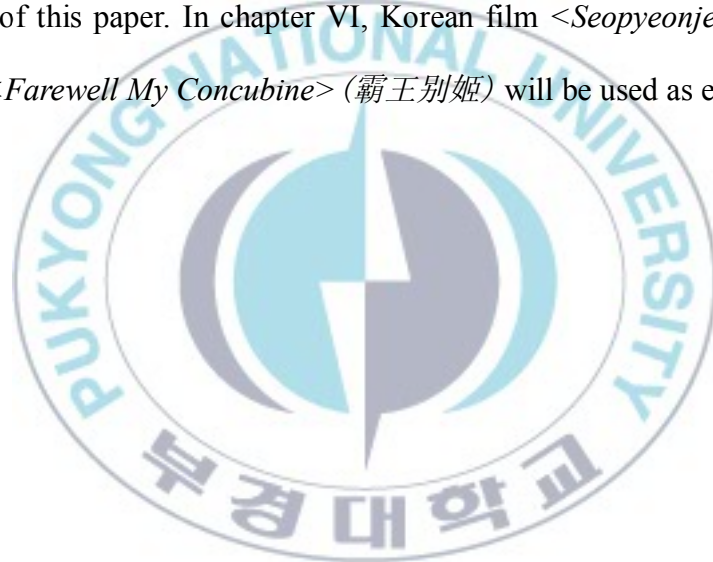 of this paper. In chapter VI, Korean film <Seopyeonje
Farewell My Concubine> (霸王别姬) will be used as e
PUKYONG NATIONAL UNIVERSITY
부경대학교